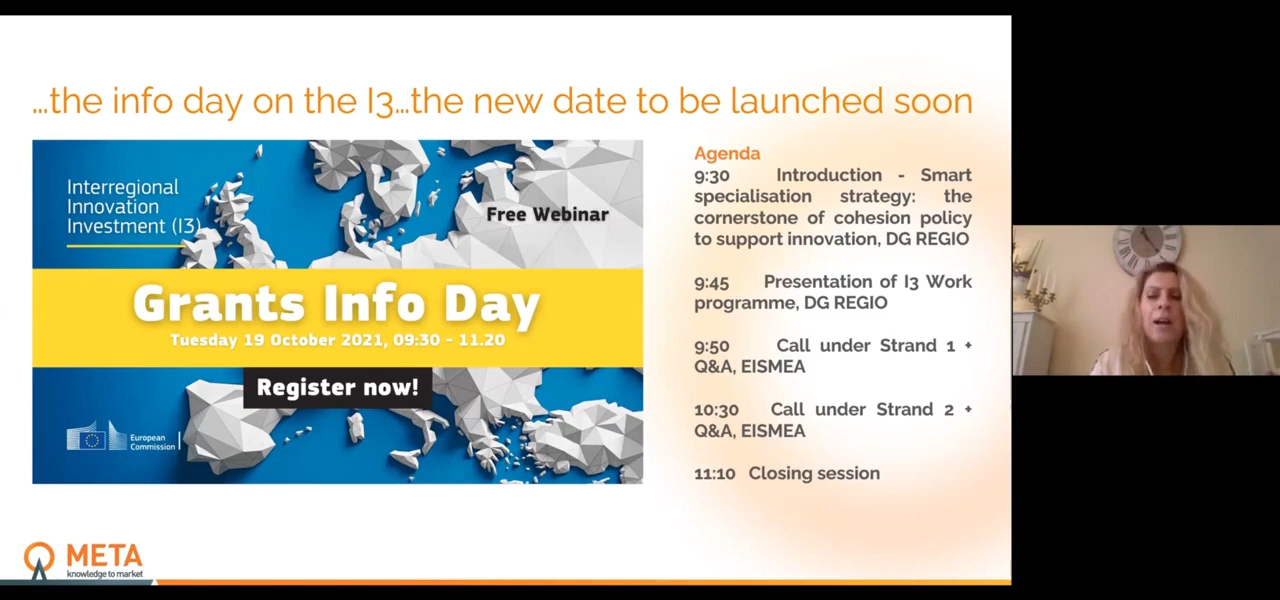 ...the info day on the I3...the new date to be launched soon
Interregional
Innovation
Investment (I3)
Free Webinar
Grants Info Day
Tuesday 19 October 2021, 09:30 - 11.20
Register now!
European
Commission
Agenda
9:30 Introduction - Smart
specialisation strategy: the
cornerstone of cohesion policy
to support innovation, DG REGIO
9:45 Presentation of I3 Work
programme, DG REGIO
9:50 Call under Strand 1 +
Q&A, EISMEA
10:30 Call under Strand 2 +
Q&A, EISMEA
11:10 Closing session
META
knowledge to market